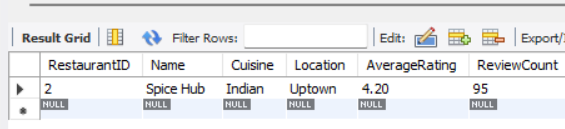 Result Grid Filter Rows: Edit: Export/
RestaurantID Name Cuisine Location AverageRating ReviewCount
2 Spice Hub Indian Uptown 4.20 95
NULL NULL NULL NULL NULL NULL